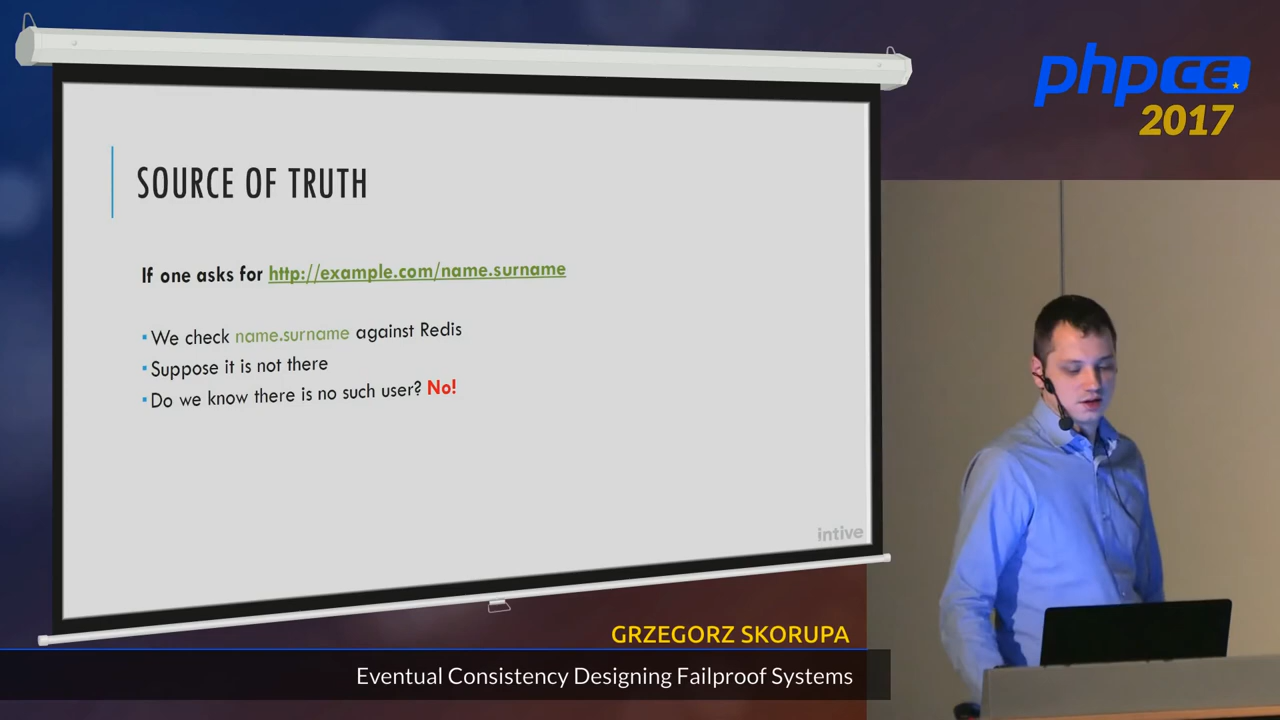 php CE
2017
SOURCE OF TRUTH
If one asks for http://example.com/name.surname
We check name.surname against Redis
Suppose it is not there
Do we know there is no such user? No!
intive
GRZEGORZ SKORUPA
Eventual Consistency Designing Failproof Systems